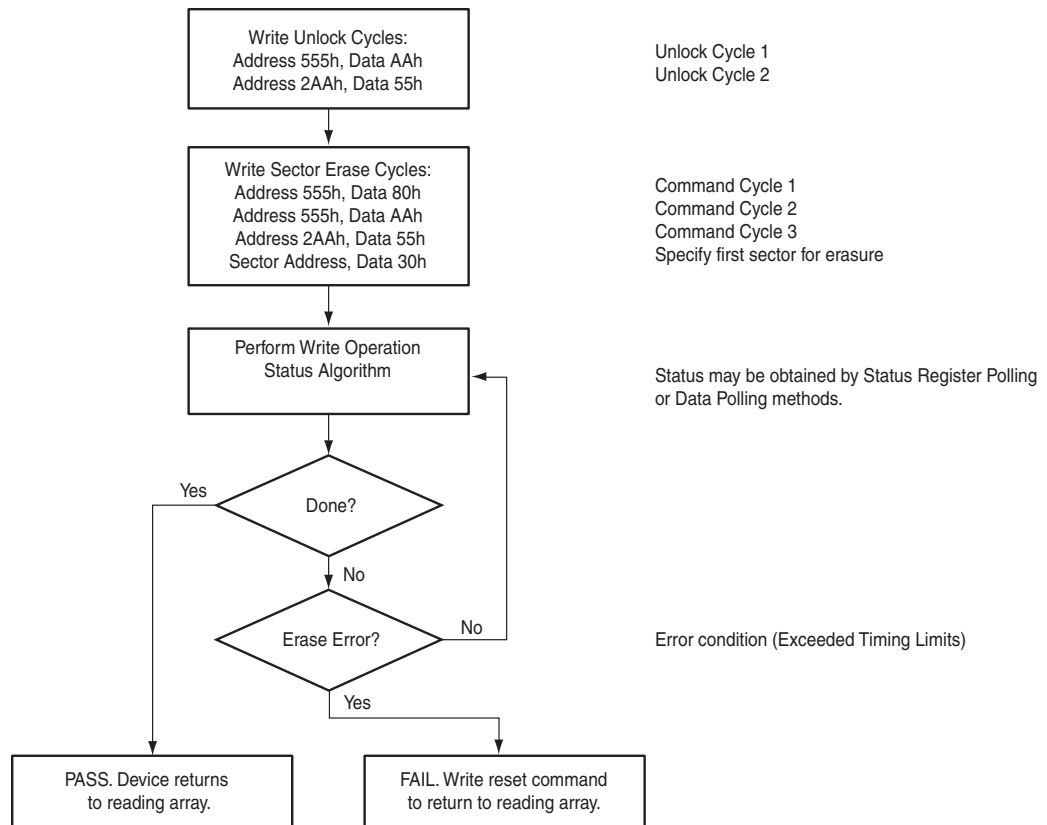 Write Unlock Cycles:
Address 555h, Data AAh
Address 2AAh, Data 55h
Unlock Cycle 1
Unlock Cycle 2
Write Sector Erase Cycles:
Address 555h, Data 80h
Address 555h, Data AAh
Address 2AAh, Data 55h
Sector Address, Data 30h
Command Cycle 1
Command Cycle 2
Command Cycle 3
Specify first sector for erasure
Perform Write Operation
Status Algorithm
Status may be obtained by Status Register Polling
or Data Polling methods.
Yes
Done?
No
Erase Error?
No
Error condition (Exceeded Timing Limits)
Yes
PASS. Device returns
to reading array.
FAIL. Write reset command
to return to reading array.